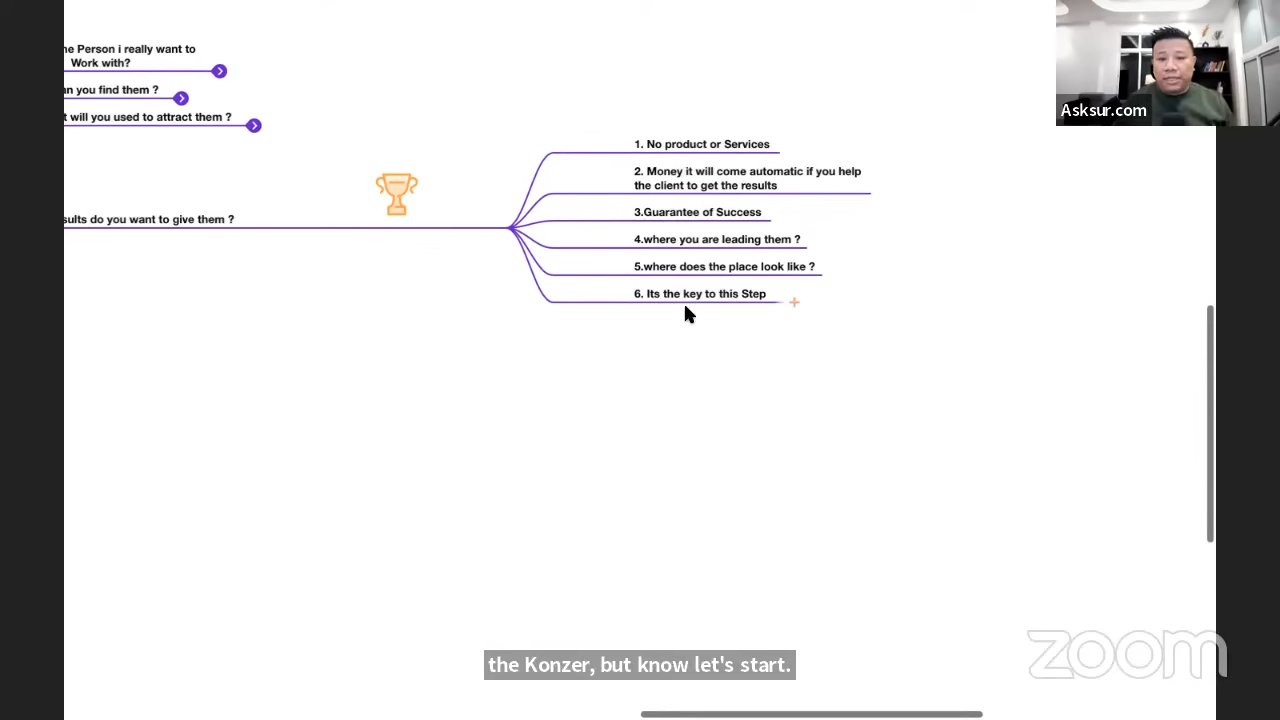 ne Person i really want to
Work with?
an you find them ?
t will you used to attract them ?
sults do you want to give them ?
1. No product or Services
2. Money it will come automatic if you help
the client to get the results
3.Guarantee of Success
4.where you are leading them ?
5.where does the place look like ?
6. Its the key to this Step
Asksur.com
the Konzer, but know let's start.
zoom